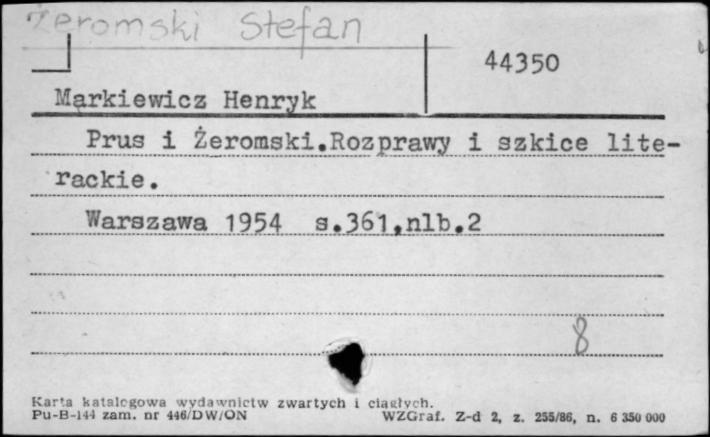 Żeromski Stefan
44350
Markiewicz Henryk
Prus i Żeromski.Rozprawy i szkice lite-
rackie.
Warszawa 1954 s.361,nlb.2
8
Karta katalogowa wydawnictw zwartych i ciągłych.
Pu-B-144 zam. nr 446/DW/ON WZGraf. Z-d 2, z. 255/86, n. 6 350 000